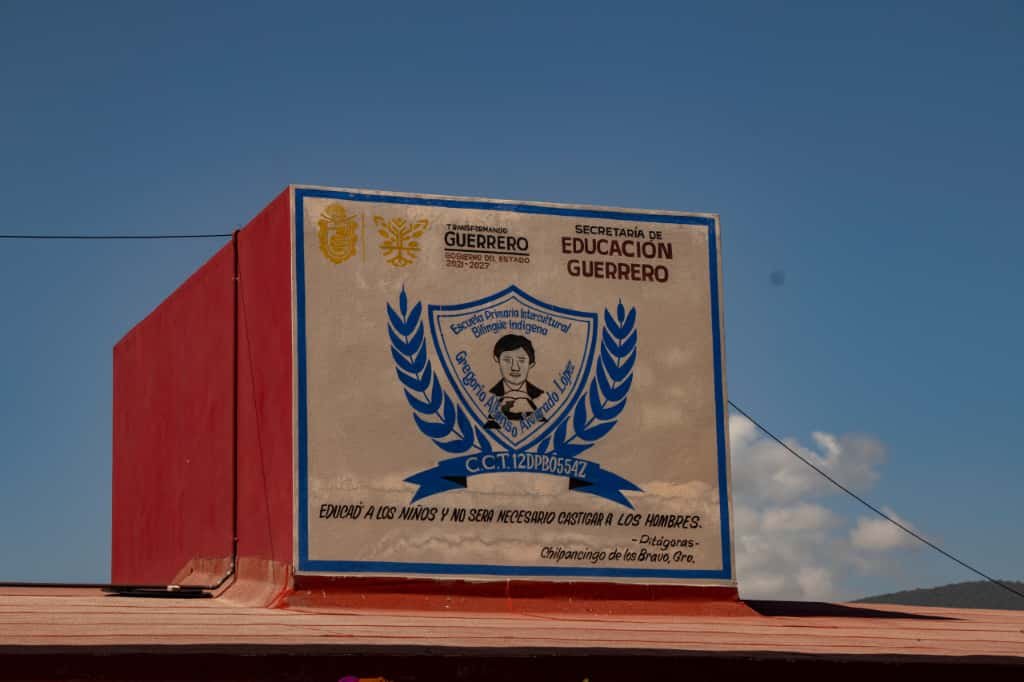 TRANSFORMANDO
GUERRERO
GOBIERNO DEL ESTADO
2021-2027
SECRETARÍA DE
EDUCACIÓN
GUERRERO
Escuela Primaria Intercultural
Bilingüe Indígena
Gregorio Alfonso Alvarado López
C.C.T. 12DPB0554Z
EDUCAD A LOS NIÑOS Y NO SERA NECESARIO CASTIGAR A LOS HOMBRES.
-Pitágoras-
Chilpancingo de los Bravo, Gro.